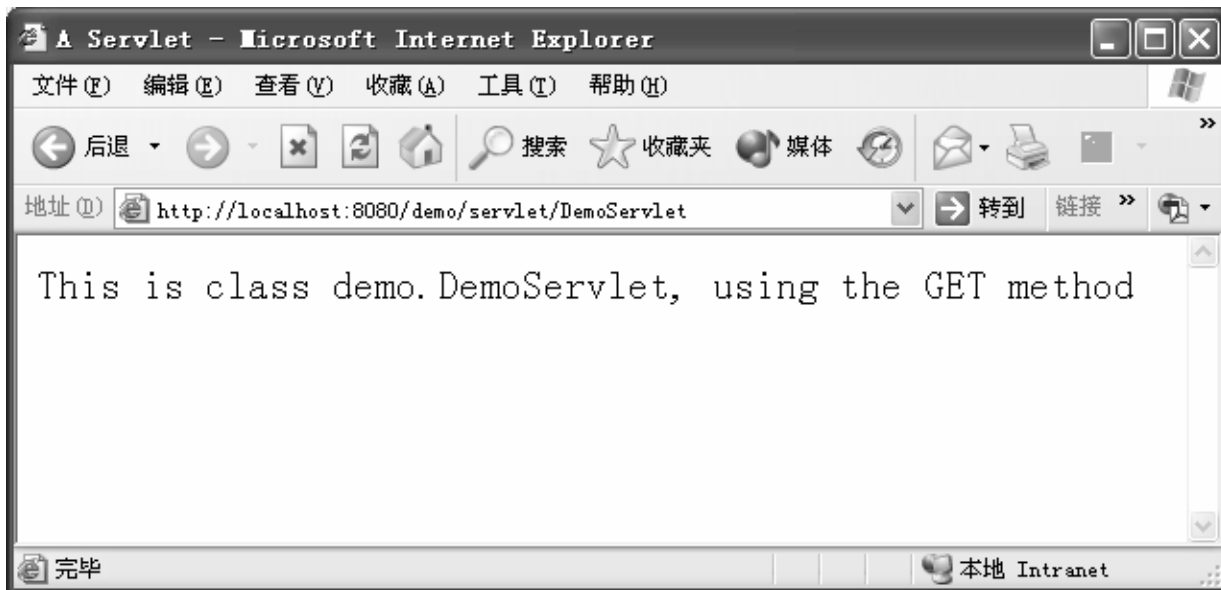 A Servlet - Microsoft Internet Explorer
文件(F) 编辑(E) 查看(V) 收藏(A) 工具(T) 帮助(H)
后退 搜索 收藏夹 媒体 »
地址(D) http://localhost:8080/demo/servlet/DemoServlet 转到 链接 »
This is class demo.DemoServlet, using the GET method
完毕 本地 Intranet